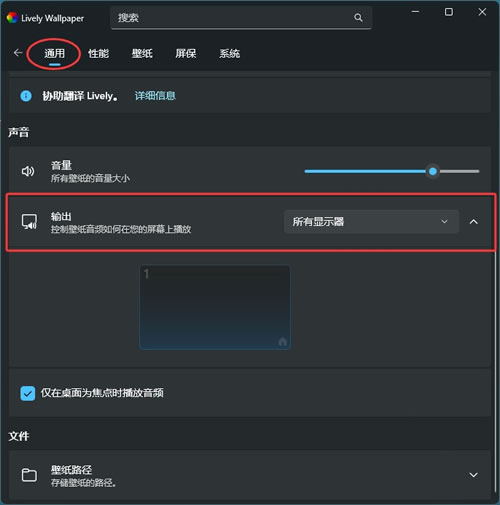 Lively Wallpaper
搜索
通用
性能
壁纸
屏保
系统
协助翻译 Lively。 详细信息
声音
音量
所有壁纸的音量大小
输出
控制壁纸音频如何在您的屏幕上播放
所有显示器
1
仅在桌面为焦点时播放音频
文件
壁纸路径
存储壁纸的路径。